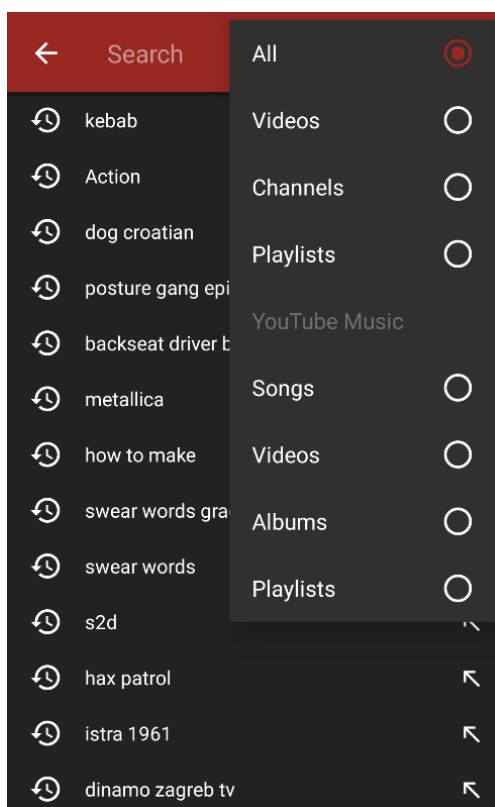 Search
kebab
Action
dog croatian
posture gang epi
backseat driver b
metallica
how to make
swear words gra
swear words
s2d
hax patrol
istra 1961
dinamo zagreb tv
All
Videos
Channels
Playlists
YouTube Music
Songs
Videos
Albums
Playlists